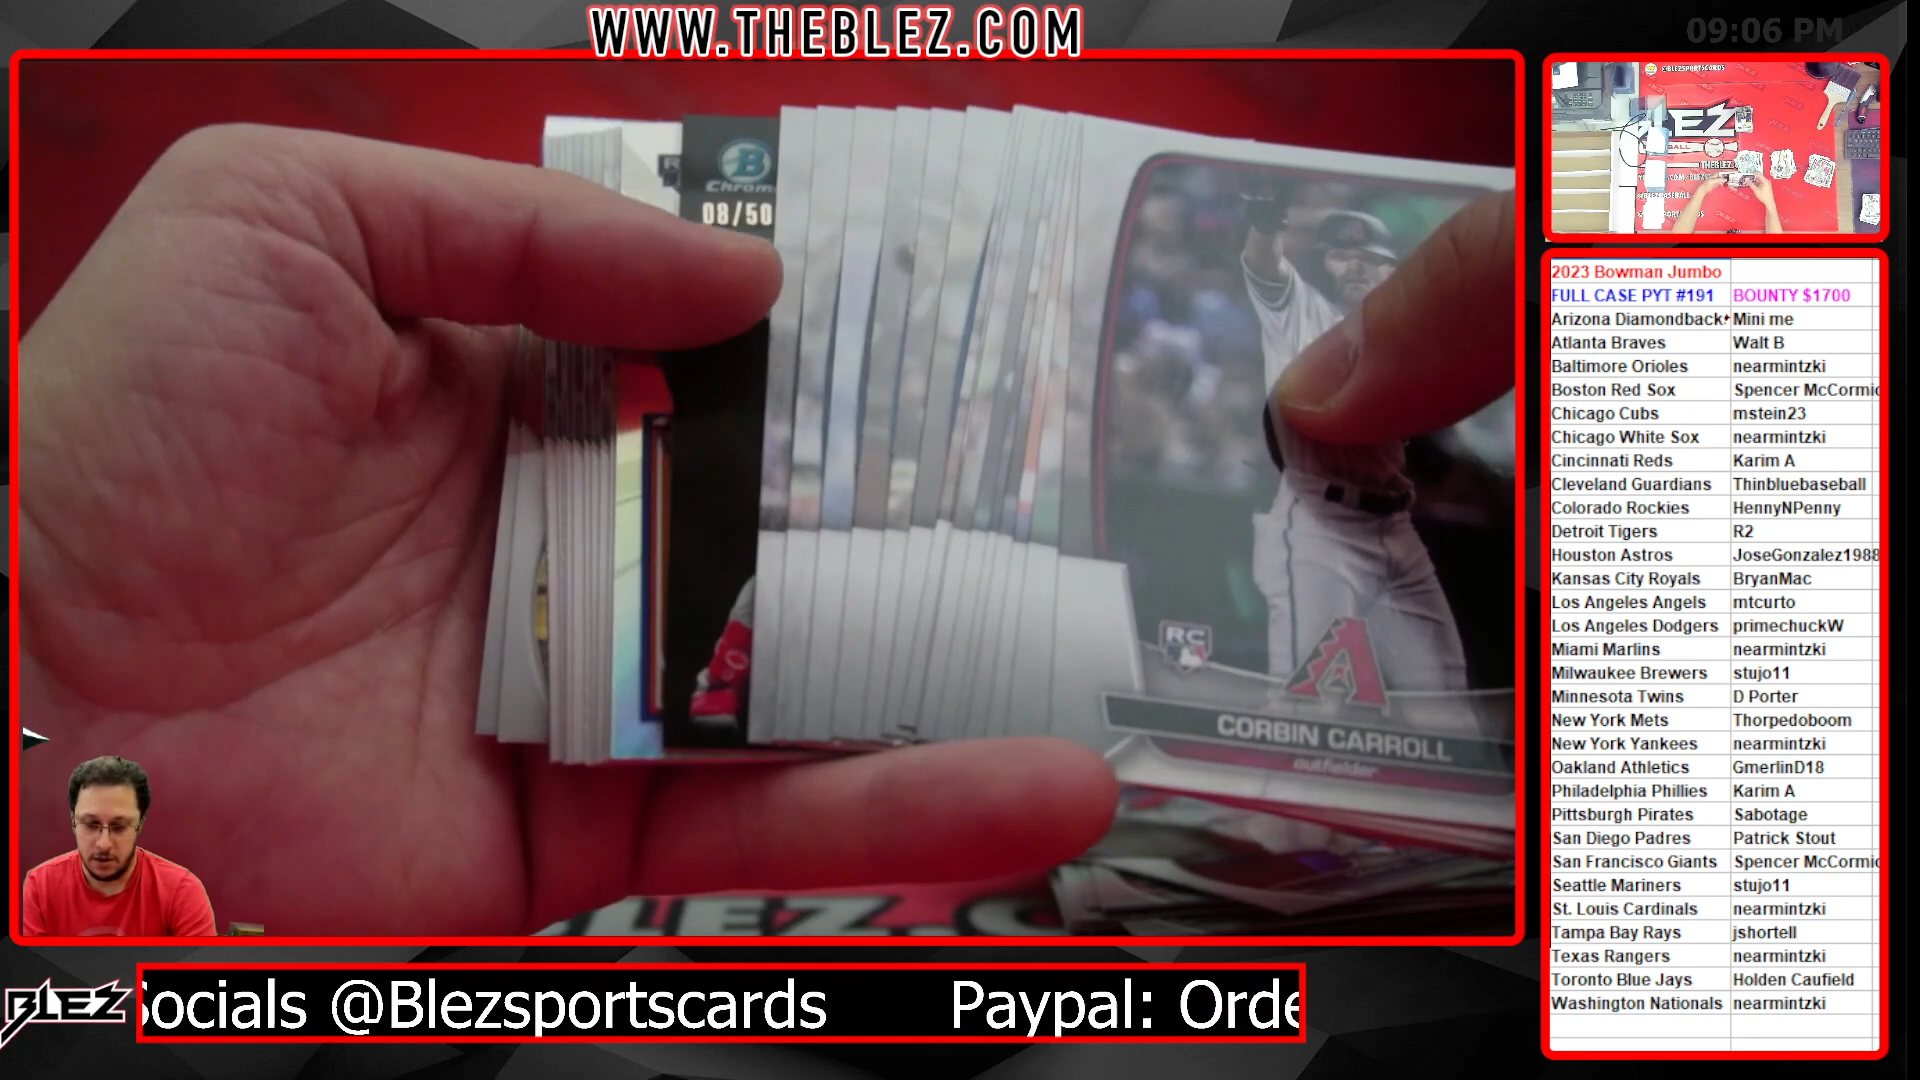 WWW.THEBLEZ.COM
09:06 PM
Chrom
08/50
RC
CORBIN CARROLL
outfielder
BLEZ
Socials @Blezsportscards Paypal: Orde
@BLEZSPORTSCARDS
2023 Bowman Jumbo
FULL CASE PYT #191 BOUNTY $1700
Arizona Diamondback Mini me
Atlanta Braves Walt B
Baltimore Orioles nearmintzki
Boston Red Sox Spencer McCormic
Chicago Cubs mstein23
Chicago White Sox nearmintzki
Cincinnati Reds Karim A
Cleveland Guardians Thinbluebaseball
Colorado Rockies HennyNPenny
Detroit Tigers R2
Houston Astros JoseGonzalez1988
Kansas City Royals BryanMac
Los Angeles Angels mtcurto
Los Angeles Dodgers primechuckW
Miami Marlins nearmintzki
Milwaukee Brewers stujo11
Minnesota Twins D Porter
New York Mets Thorpedoboom
New York Yankees nearmintzki
Oakland Athletics GmerlinD18
Philadelphia Phillies Karim A
Pittsburgh Pirates Sabotage
San Diego Padres Patrick Stout
San Francisco Giants Spencer McCormic
Seattle Mariners stujo11
St. Louis Cardinals nearmintzki
Tampa Bay Rays jshortell
Texas Rangers nearmintzki
Toronto Blue Jays Holden Caufield
Washington Nationals nearmintzki